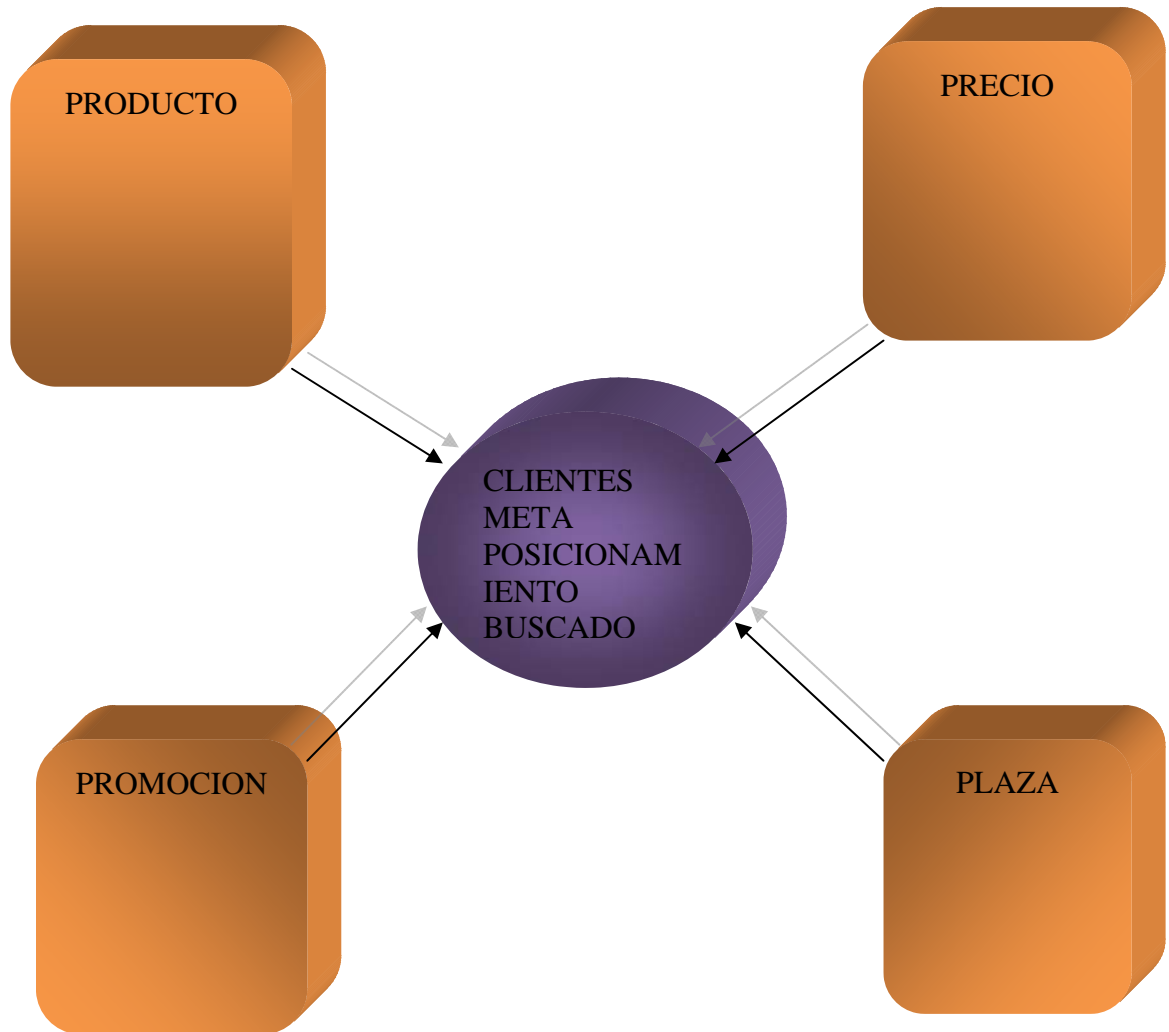 PRODUCTO
PRECIO
CLIENTES
META
POSICIONAM
IENTO
BUSCADO
PROMOCION
PLAZA